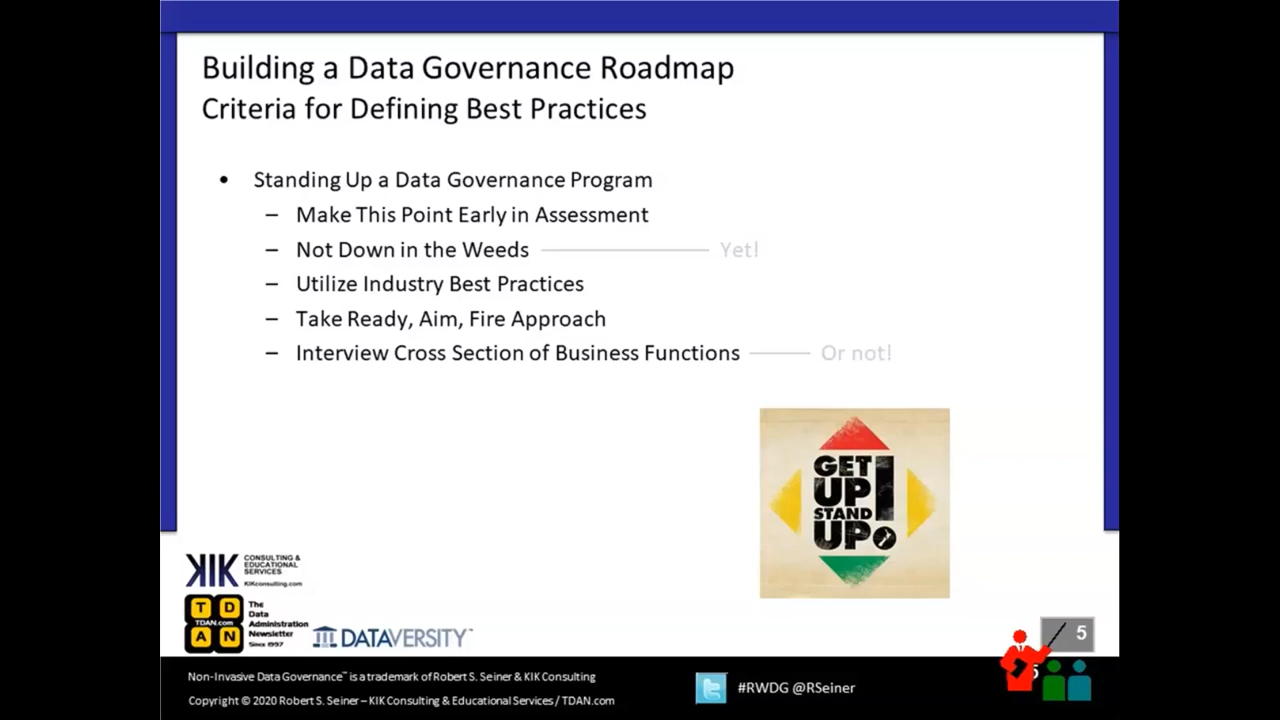 Building a Data Governance Roadmap
Criteria for Defining Best Practices
• Standing Up a Data Governance Program
– Make This Point Early in Assessment
– Not Down in the Weeds Yet!
– Utilize Industry Best Practices
– Take Ready, Aim, Fire Approach
– Interview Cross Section of Business Functions Or not!
GET
UP!
STAND
UP
KIK CONSULTING &
EDUCATIONAL
SERVICES
KIKconsulting.com
T D
TDAN.com
A N
The
Data
Administration
Newsletter
Since 1997
DATAVERSITY™
5
5
Non-Invasive Data Governance™ is a trademark of Robert S. Seiner & KIK Consulting
Copyright © 2020 Robert S. Seiner – KIK Consulting & Educational Services / TDAN.com
#RWDG @RSeiner